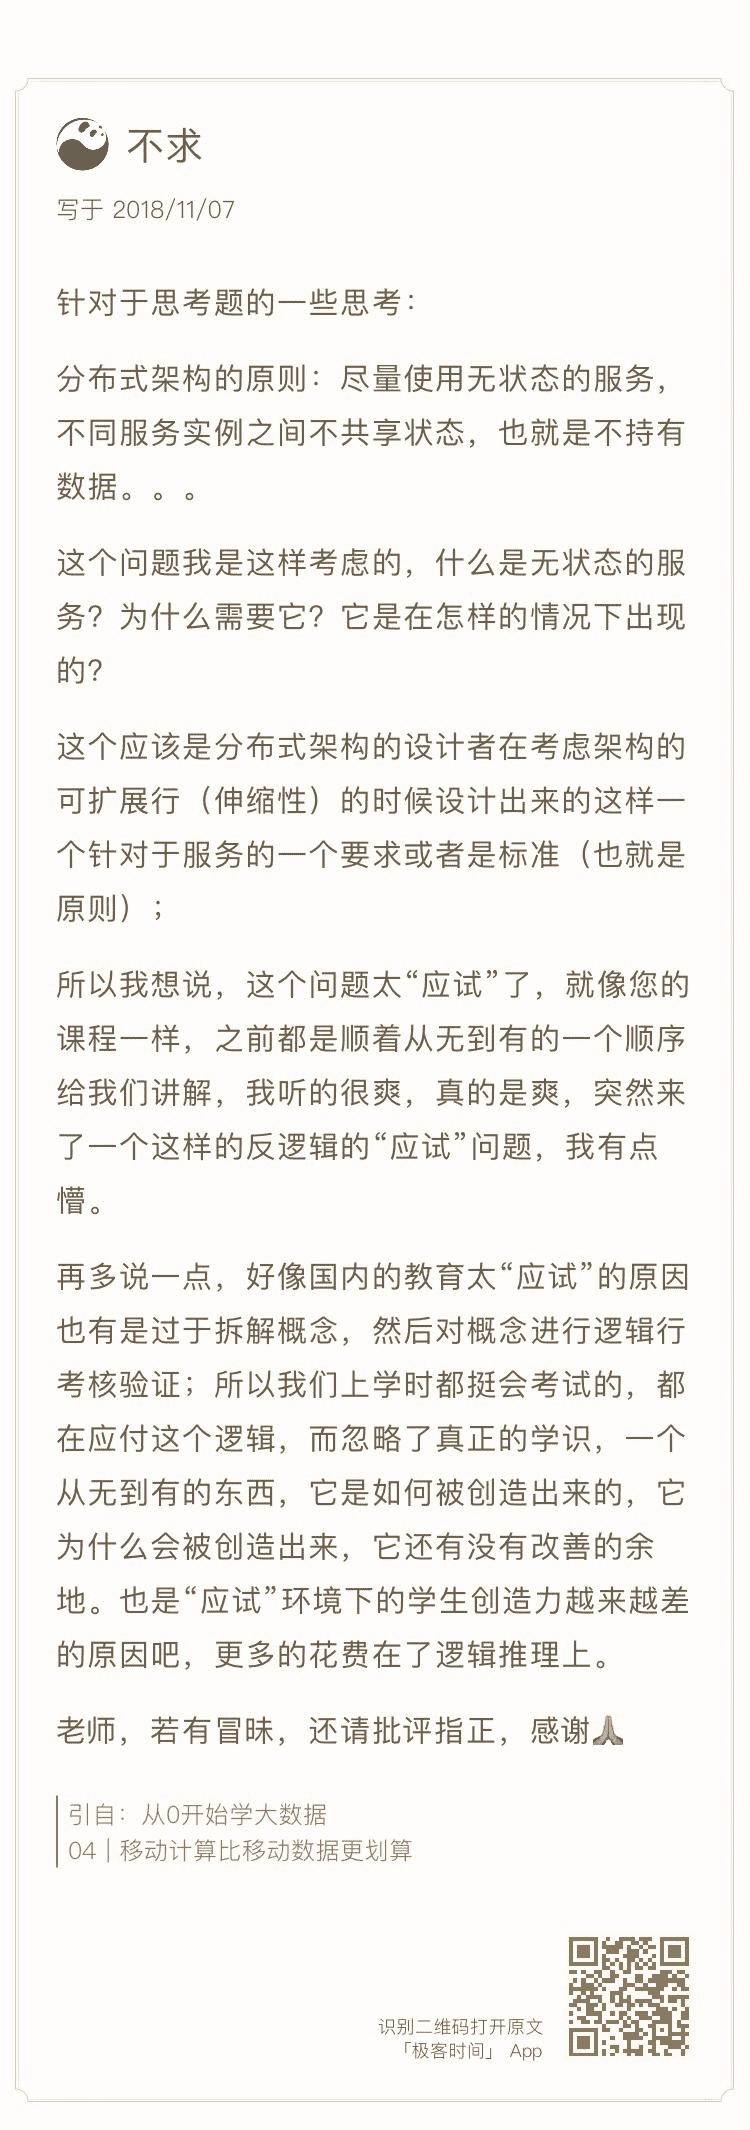 不求
写于 2018/11/07
针对于思考题的一些思考：
分布式架构的原则：尽量使用无状态的服务，
不同服务实例之间不共享状态，也就是不持有
数据。。。
这个问题我是这样考虑的，什么是无状态的服
务？为什么需要它？它是在怎样的情况下出现
的？
这个应该是分布式架构的设计者在考虑架构的
可扩展行（伸缩性）的时候设计出来的这样一
个针对于服务的一个要求或者是标准（也就是
原则）；
所以我想说，这个问题太“应试”了，就像您的
课程一样，之前都是顺着从无到有的一个顺序
给我们讲解，我听的很爽，真的是爽，突然来
了一个这样的反逻辑的“应试”问题，我有点
懵。
再多说一点，好像国内的教育太“应试”的原因
也有是过于拆解概念，然后对概念进行逻辑行
考核验证；所以我们上学时都挺会考试的，都
在应付这个逻辑，而忽略了真正的学识，一个
从无到有的东西，它是如何被创造出来的，它
为什么会被创造出来，它还有没有改善的余
地。也是“应试”环境下的学生创造力越来越差
的原因吧，更多的花费在了逻辑推理上。
老师，若有冒昧，还请批评指正，感谢🙏
引自：从0开始学大数据
04 | 移动计算比移动数据更划算
识别二维码打开原文
「极客时间」 App